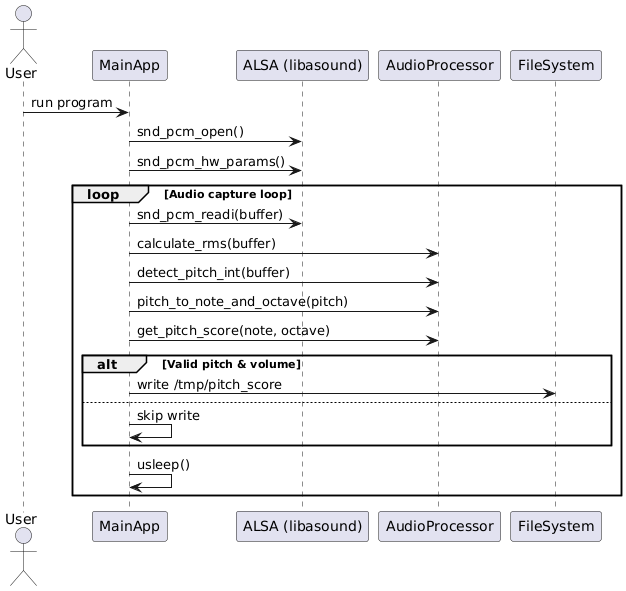 User
MainApp
ALSA (libasound)
AudioProcessor
FileSystem
run program
snd_pcm_open()
snd_pcm_hw_params()
loop [Audio capture loop]
snd_pcm_readi(buffer)
calculate_rms(buffer)
detect_pitch_int(buffer)
pitch_to_note_and_octave(pitch)
get_pitch_score(note, octave)
alt [Valid pitch & volume]
write /tmp/pitch_score
skip write
usleep()
User
MainApp
ALSA (libasound)
AudioProcessor
FileSystem